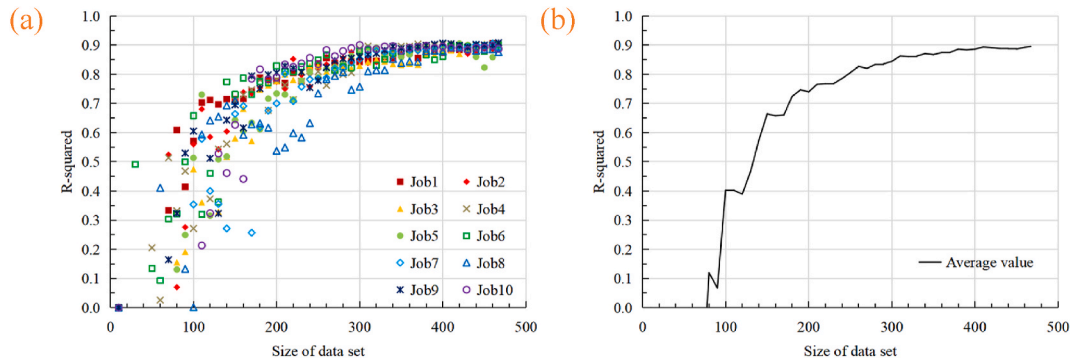 (a)
R-squared
1.0
0.9
0.8
0.7
0.6
0.5
0.4
0.3
0.2
0.1
0.0
Job1 Job2
Job3 Job4
Job5 Job6
Job7 Job8
Job9 Job10
0 100 200 300 400 500
Size of data set
(b)
R-squared
1.0
0.9
0.8
0.7
0.6
0.5
0.4
0.3
0.2
0.1
0.0
Average value
0 100 200 300 400 500
Size of data set